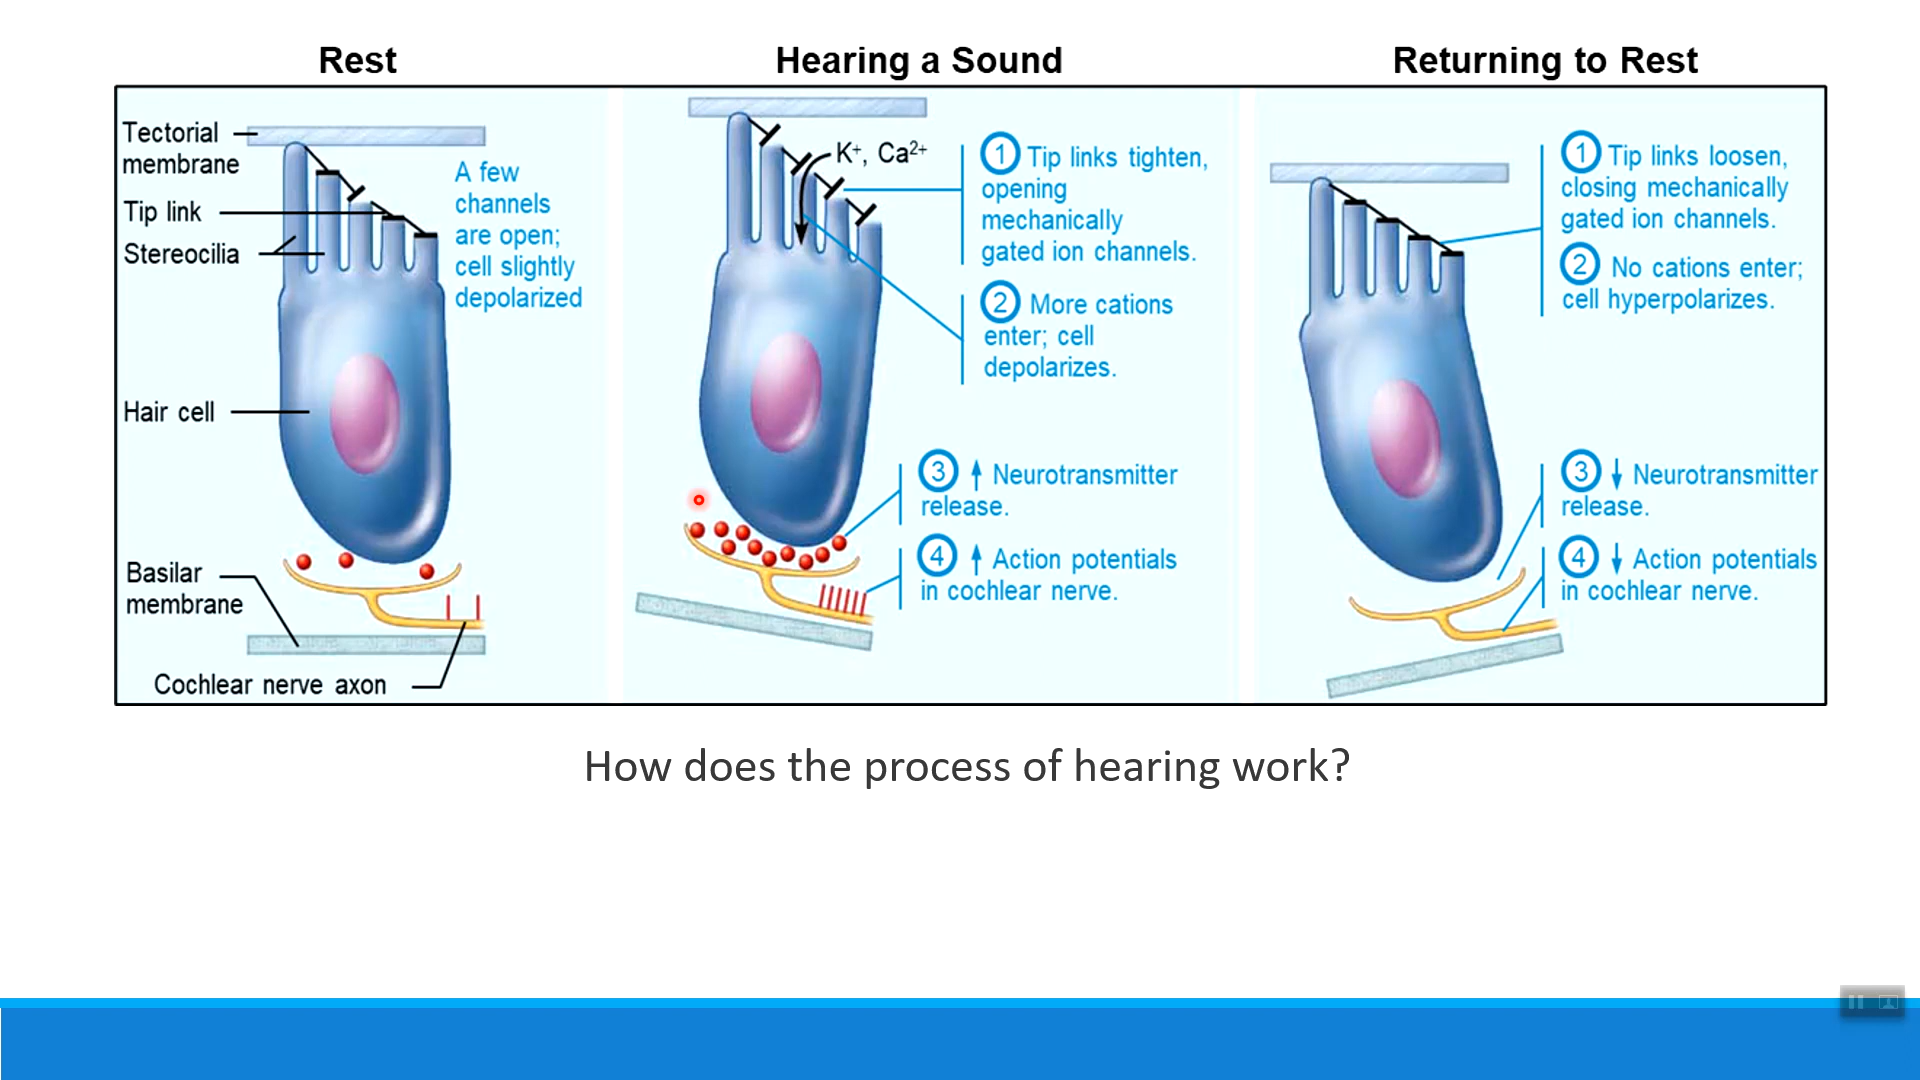 Rest
Hearing a Sound
Returning to Rest
Tectorial
membrane
Tip link
Stereocilia
Hair cell
Basilar
membrane
Cochlear nerve axon
A few
channels
are open;
cell slightly
depolarized
K⁺, Ca²⁺
1 Tip links tighten,
opening
mechanically
gated ion channels.
2 More cations
enter; cell
depolarizes.
3 ↑ Neurotransmitter
release.
4 ↑ Action potentials
in cochlear nerve.
1 Tip links loosen,
closing mechanically
gated ion channels.
2 No cations enter;
cell hyperpolarizes.
3 ↓ Neurotransmitter
release.
4 ↓ Action potentials
in cochlear nerve.
How does the process of hearing work?